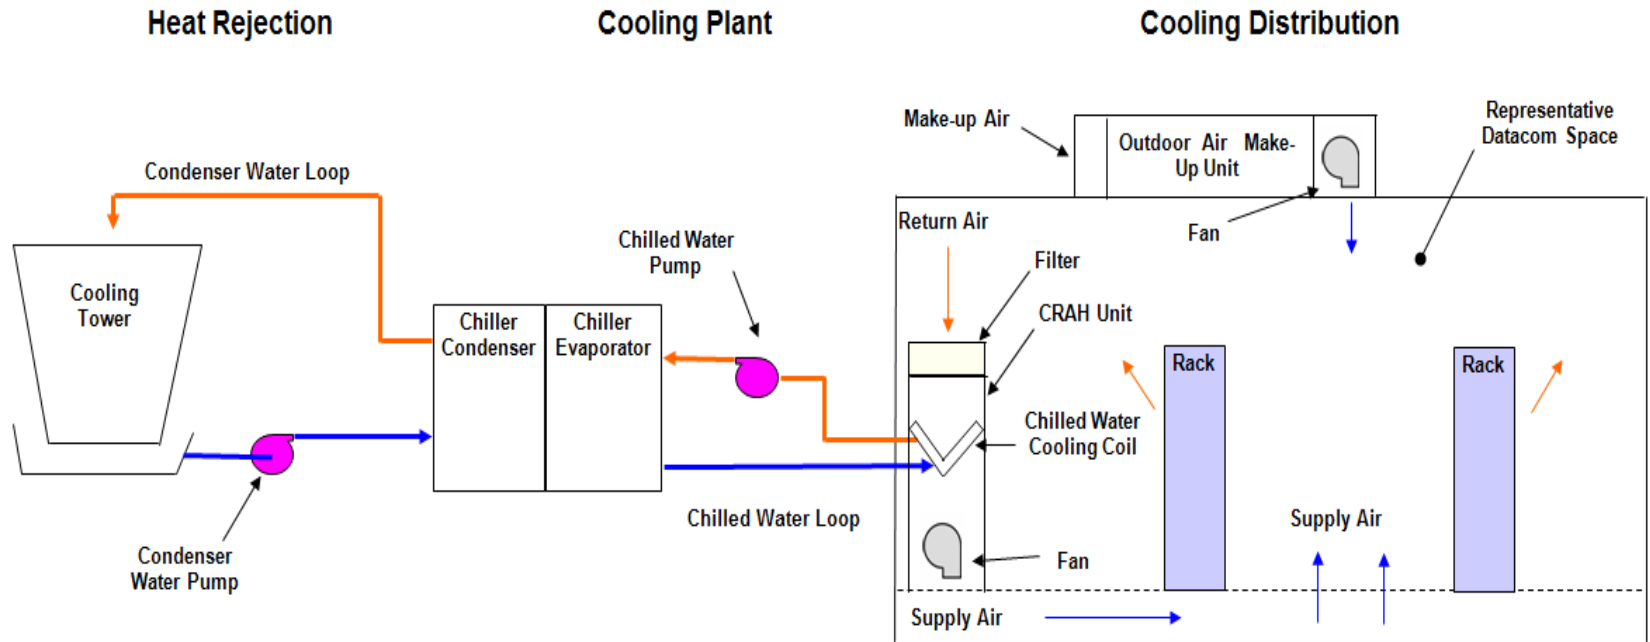 Heat Rejection
Cooling Plant
Cooling Distribution
Make-up Air
Outdoor Air Make-
Up Unit
Representative
Datacom Space
Condenser Water Loop
Return Air
Fan
Chilled Water
Pump
Filter
Cooling
Tower
CRAH Unit
Chiller
Condenser
Chiller
Evaporator
Rack
Rack
Chilled Water
Cooling Coil
Chilled Water Loop
Supply Air
Condenser
Water Pump
Fan
Supply Air